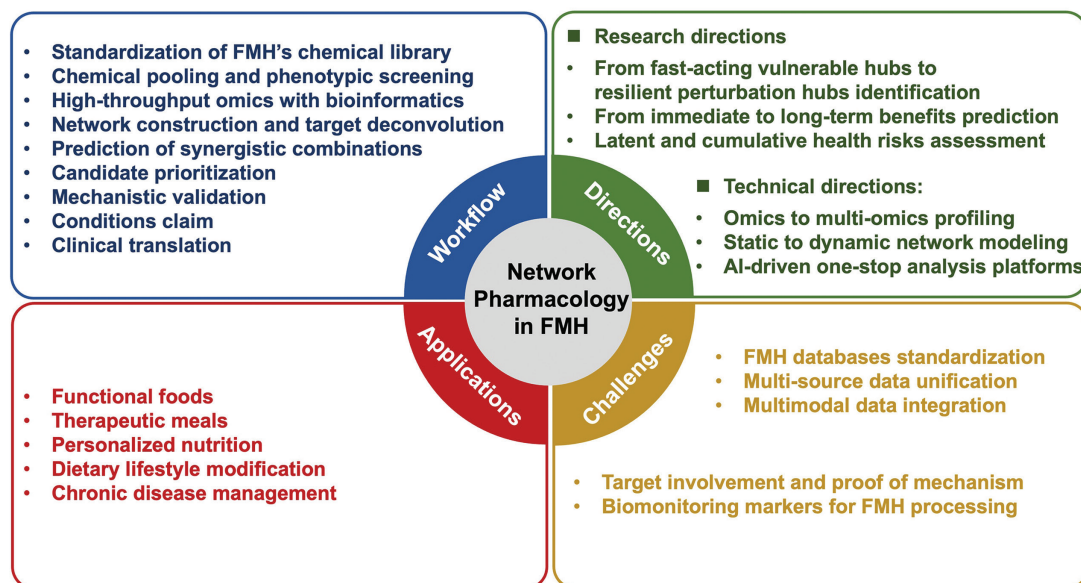 • Standardization of FMH's chemical library
• Chemical pooling and phenotypic screening
• High-throughput omics with bioinformatics
• Network construction and target deconvolution
• Prediction of synergistic combinations
• Candidate prioritization
• Mechanistic validation
• Conditions claim
• Clinical translation
■ Research directions
• From fast-acting vulnerable hubs to
resilient perturbation hubs identification
• From immediate to long-term benefits prediction
• Latent and cumulative health risks assessment
■ Technical directions:
• Omics to multi-omics profiling
• Static to dynamic network modeling
• AI-driven one-stop analysis platforms
Workflow
Directions
Network
Pharmacology
in FMH
Applications
Challenges
• Functional foods
• Therapeutic meals
• Personalized nutrition
• Dietary lifestyle modification
• Chronic disease management
• FMH databases standardization
• Multi-source data unification
• Multimodal data integration
• Target involvement and proof of mechanism
• Biomonitoring markers for FMH processing